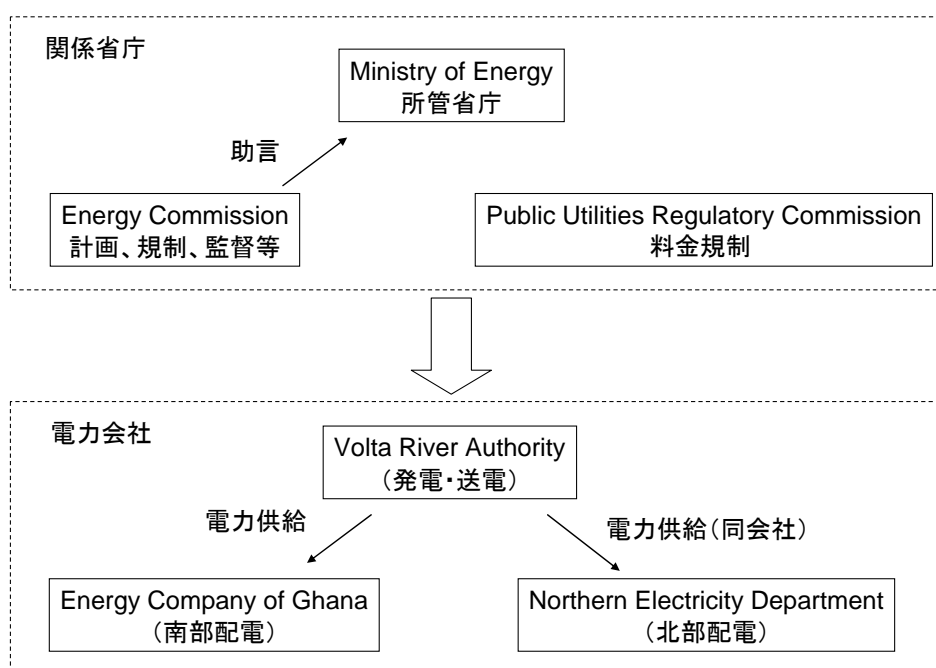 関係省庁
Ministry of Energy
所管省庁
助言
Energy Commission
計画、規制、監督等
Public Utilities Regulatory Commission
料金規制
電力会社
Volta River Authority
（発電・送電）
電力供給
電力供給（同会社）
Energy Company of Ghana
（南部配電）
Northern Electricity Department
（北部配電）